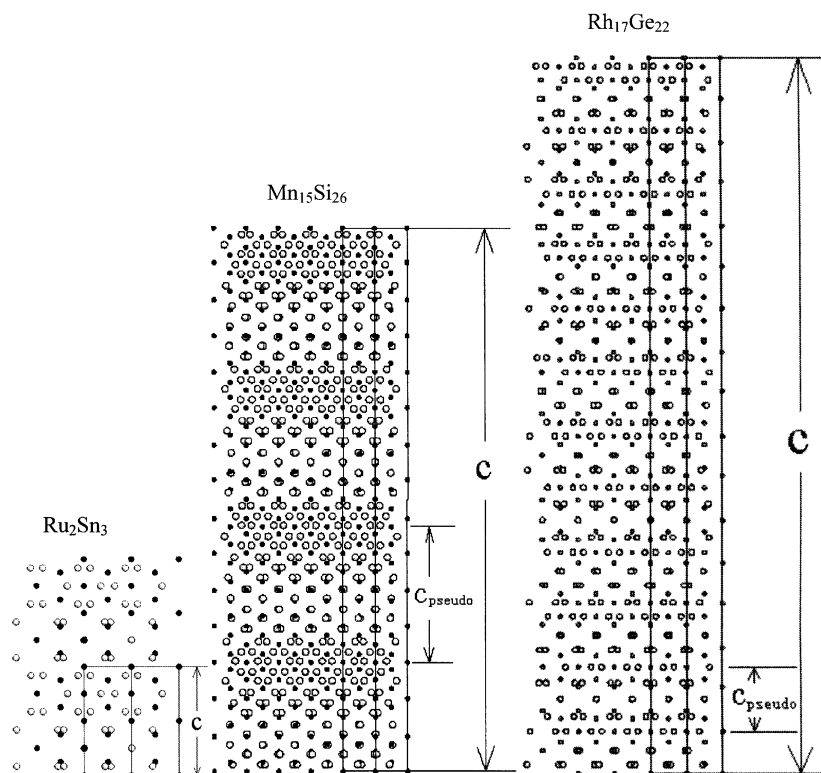 Rh₁₇Ge₂₂
Mn₁₅Si₂₆
C
C
Ru₂Sn₃
Cpseudo
Cpseudo
C